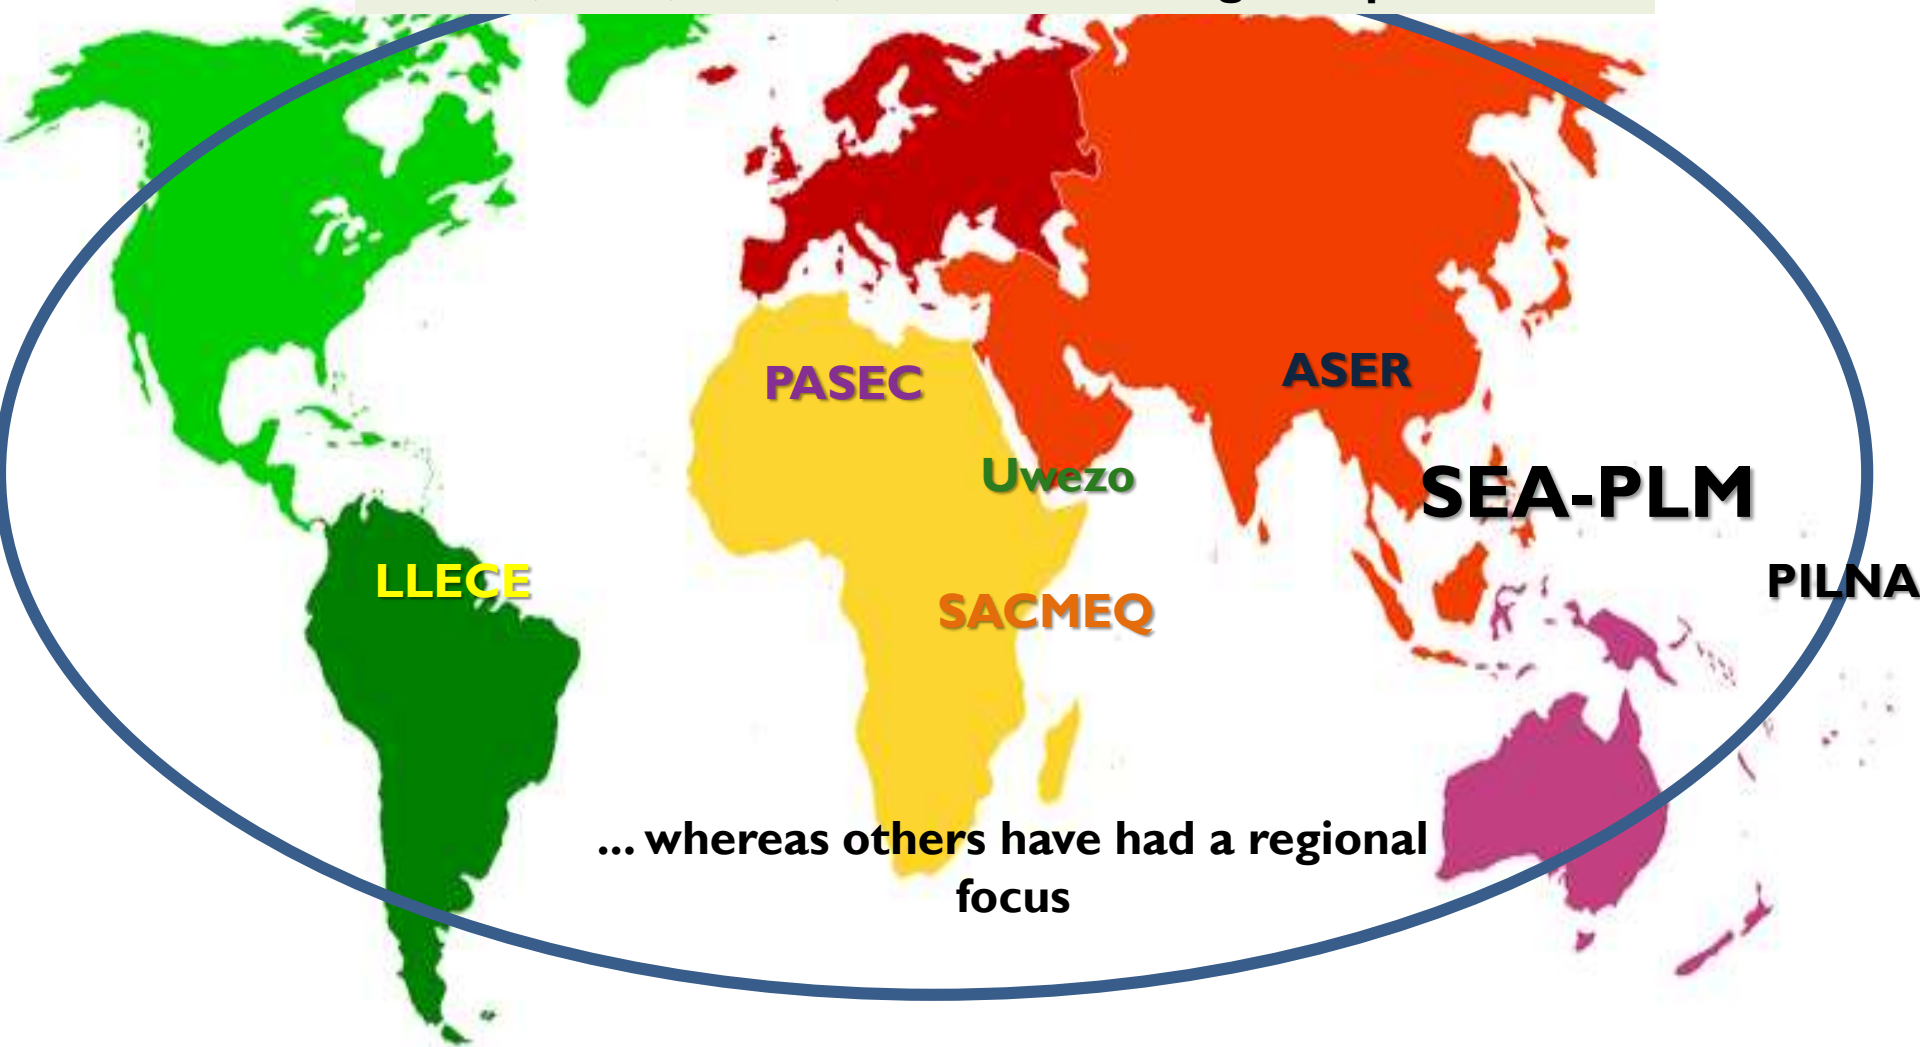 PASEC
ASER
Uwezo
SEA-PLM
LLECE
PILNA
SACMEQ
... whereas others have had a regional
focus